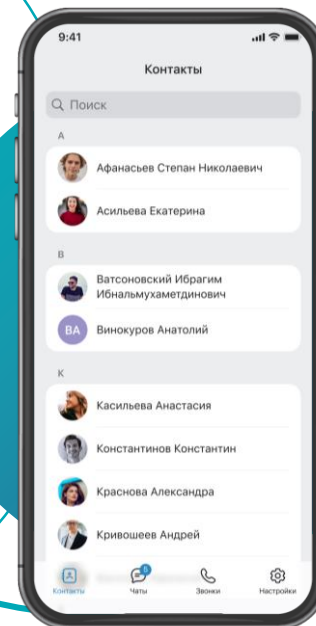 9:41
Контакты
Поиск
А
Афанасьев Степан Николаевич
Асильева Екатерина
В
Ватсоновский Ибрагим
Ибнальмухаметдинович
ВА
Винокуров Анатолий
К
Касильева Анастасия
Константинов Константин
Краснова Александра
Кривошеев Андрей
Контакты
Чаты
Звонки
Настройки